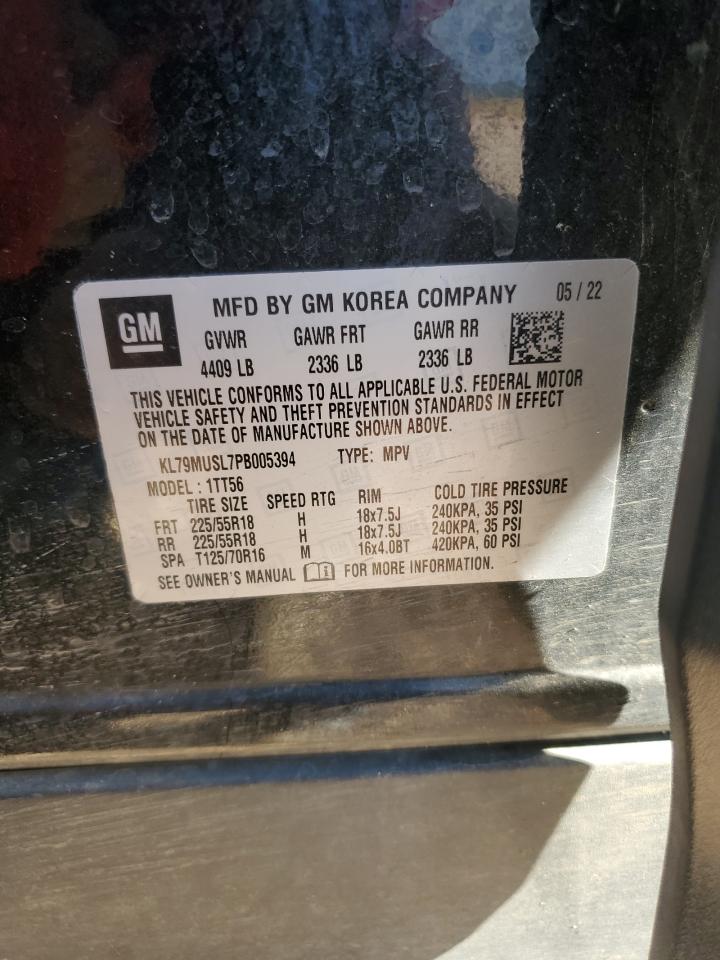 GM MFD BY GM KOREA COMPANY 05 / 22
GVWR GAWR FRT GAWR RR
4409 LB 2336 LB 2336 LB
THIS VEHICLE CONFORMS TO ALL APPLICABLE U.S. FEDERAL MOTOR
VEHICLE SAFETY AND THEFT PREVENTION STANDARDS IN EFFECT
ON THE DATE OF MANUFACTURE SHOWN ABOVE.
KL79MUSL7PB005394 TYPE: MPV
MODEL : 1TT56
TIRE SIZE SPEED RTG RIM COLD TIRE PRESSURE
FRT 225/55R18 H 18x7.5J 240KPA, 35 PSI
RR 225/55R18 H 18x7.5J 240KPA, 35 PSI
SPA T125/70R16 M 16x4.0BT 420KPA, 60 PSI
SEE OWNER'S MANUAL FOR MORE INFORMATION.